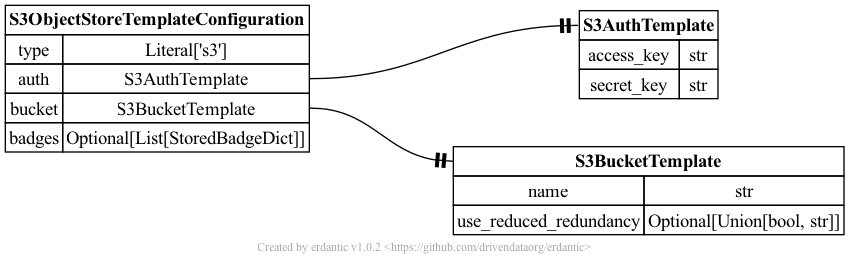 S3ObjectStoreTemplateConfiguration
type Literal['s3']
auth S3AuthTemplate
bucket S3BucketTemplate
badges Optional[List[StoredBadgeDict]]
S3AuthTemplate
access_key str
secret_key str
S3BucketTemplate
name str
use_reduced_redundancy Optional[Union[bool, str]]
Created by erdantic v1.0.2 <https://github.com/drivendataorg/erdantic>